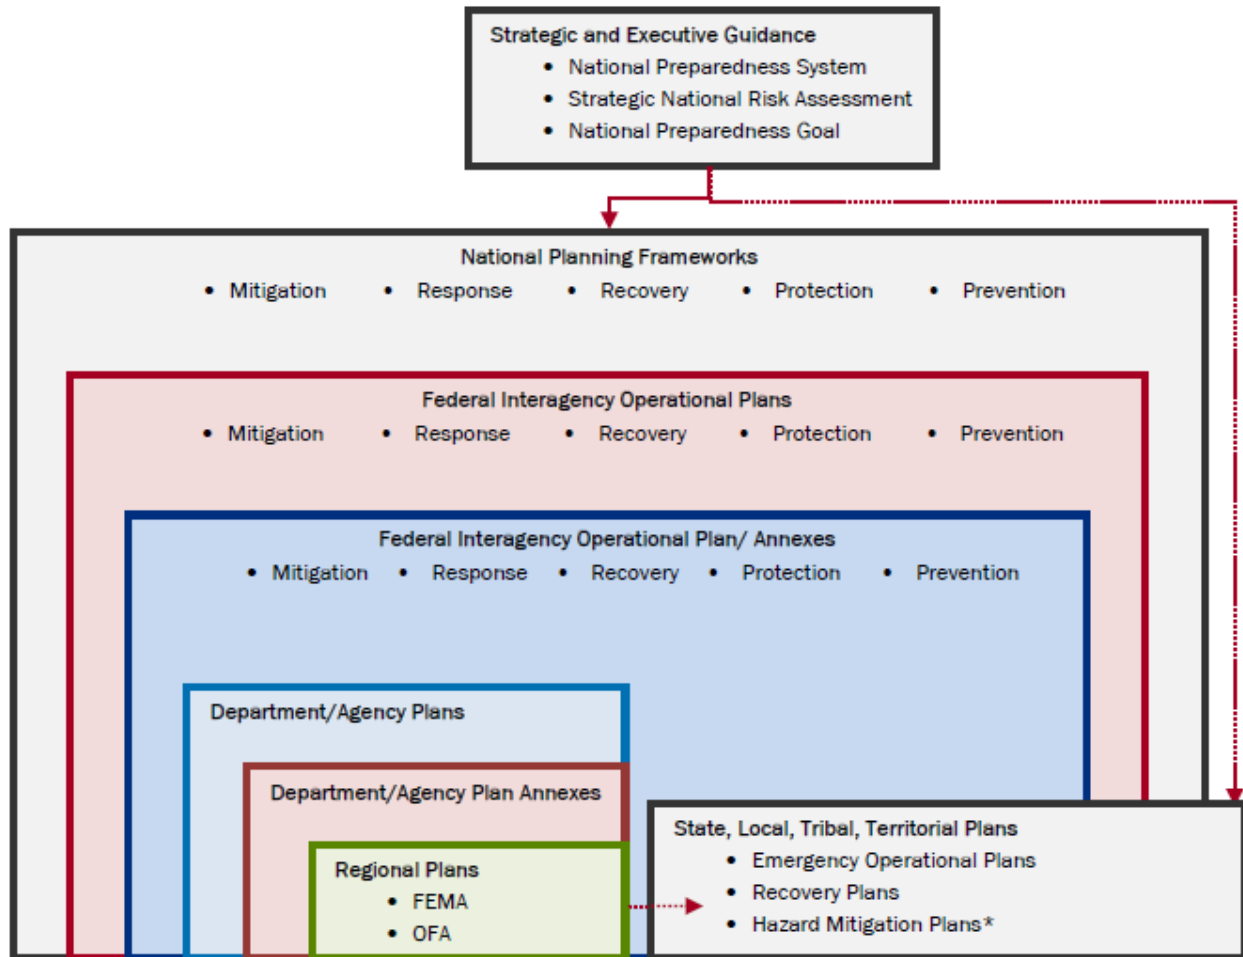 Strategic and Executive Guidance
• National Preparedness System
• Strategic National Risk Assessment
• National Preparedness Goal
National Planning Frameworks
• Mitigation • Response • Recovery • Protection • Prevention
Federal Interagency Operational Plans
• Mitigation • Response • Recovery • Protection • Prevention
Federal Interagency Operational Plan/ Annexes
• Mitigation • Response • Recovery • Protection • Prevention
Department/Agency Plans
Department/Agency Plan Annexes
Regional Plans
• FEMA
• OFA
State, Local, Tribal, Territorial Plans
• Emergency Operational Plans
• Recovery Plans
• Hazard Mitigation Plans*